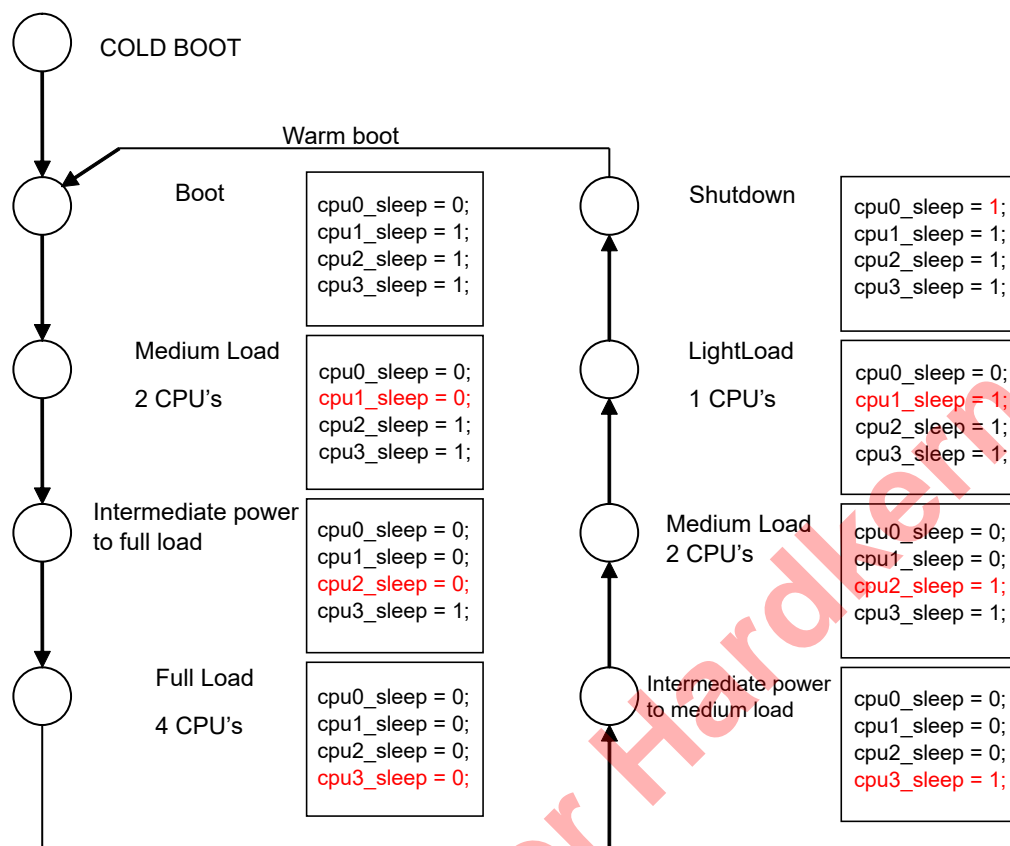 COLD BOOT
Warm boot
Boot
cpu0_sleep = 0;
cpu1_sleep = 1;
cpu2_sleep = 1;
cpu3_sleep = 1;
Medium Load
2 CPU's
cpu0_sleep = 0;
cpu1_sleep = 0;
cpu2_sleep = 1;
cpu3_sleep = 1;
Intermediate power
to full load
cpu0_sleep = 0;
cpu1_sleep = 0;
cpu2_sleep = 0;
cpu3_sleep = 1;
Full Load
4 CPU's
cpu0_sleep = 0;
cpu1_sleep = 0;
cpu2_sleep = 0;
cpu3_sleep = 0;
Shutdown
cpu0_sleep = 1;
cpu1_sleep = 1;
cpu2_sleep = 1;
cpu3_sleep = 1;
LightLoad
1 CPU's
cpu0_sleep = 0;
cpu1_sleep = 1;
cpu2_sleep = 1;
cpu3_sleep = 1;
Medium Load
2 CPU's
cpu0_sleep = 0;
cpu1_sleep = 0;
cpu2_sleep = 1;
cpu3_sleep = 1;
Intermediate power
to medium load
cpu0_sleep = 0;
cpu1_sleep = 0;
cpu2_sleep = 0;
cpu3_sleep = 1;
er Hardkern